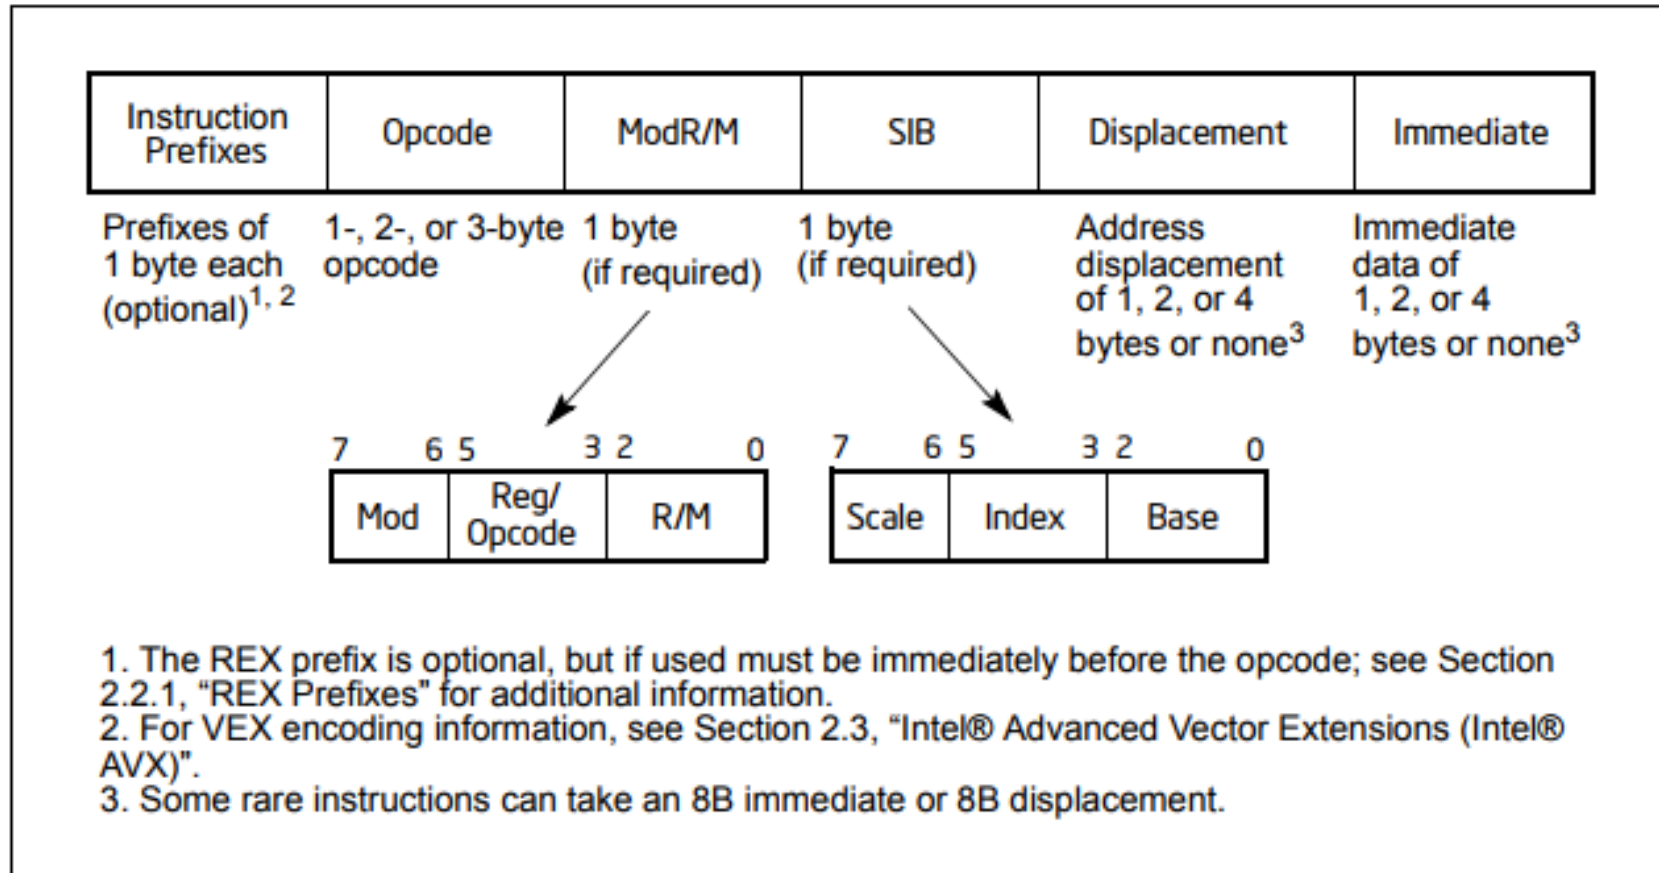 Instruction
Prefixes
Opcode
ModR/M
SIB
Displacement
Immediate
Prefixes of
1 byte each
(optional)1, 2
1-, 2-, or 3-byte
opcode
1 byte
(if required)
1 byte
(if required)
Address
displacement
of 1, 2, or 4
bytes or none3
Immediate
data of
1, 2, or 4
bytes or none3
7 6 5 3 2 0
Mod
Reg/
Opcode
R/M
7 6 5 3 2 0
Scale
Index
Base
1. The REX prefix is optional, but if used must be immediately before the opcode; see Section
2.2.1, “REX Prefixes” for additional information.
2. For VEX encoding information, see Section 2.3, “Intel® Advanced Vector Extensions (Intel®
AVX)”.
3. Some rare instructions can take an 8B immediate or 8B displacement.